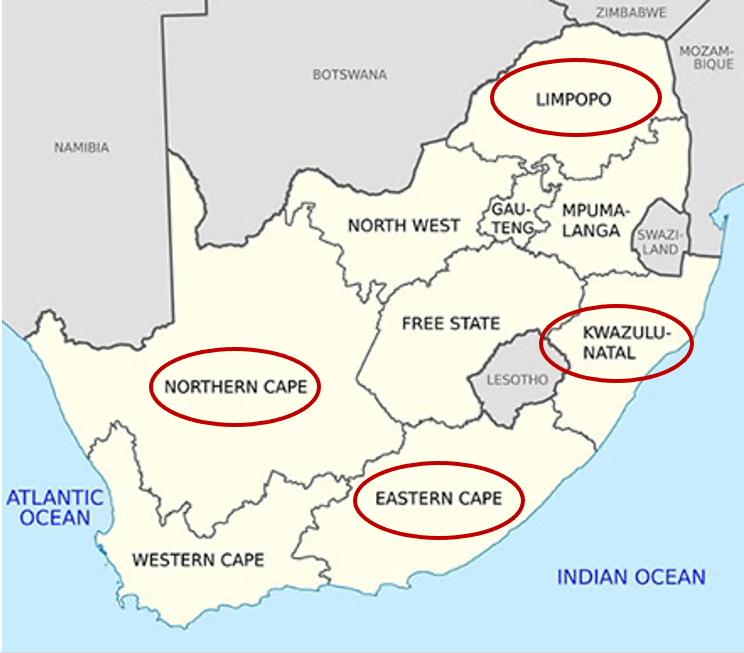 ZIMBABWE
MOZAM-
BIQUE
BOTSWANA
LIMPOPO
NAMIBIA
NORTH WEST
GAU-
TENG
MPUMA-
LANGA
SWAZI-
LAND
FREE STATE
KWAZULU-
NATAL
LESOTHO
NORTHERN CAPE
EASTERN CAPE
ATLANTIC
OCEAN
WESTERN CAPE
INDIAN OCEAN